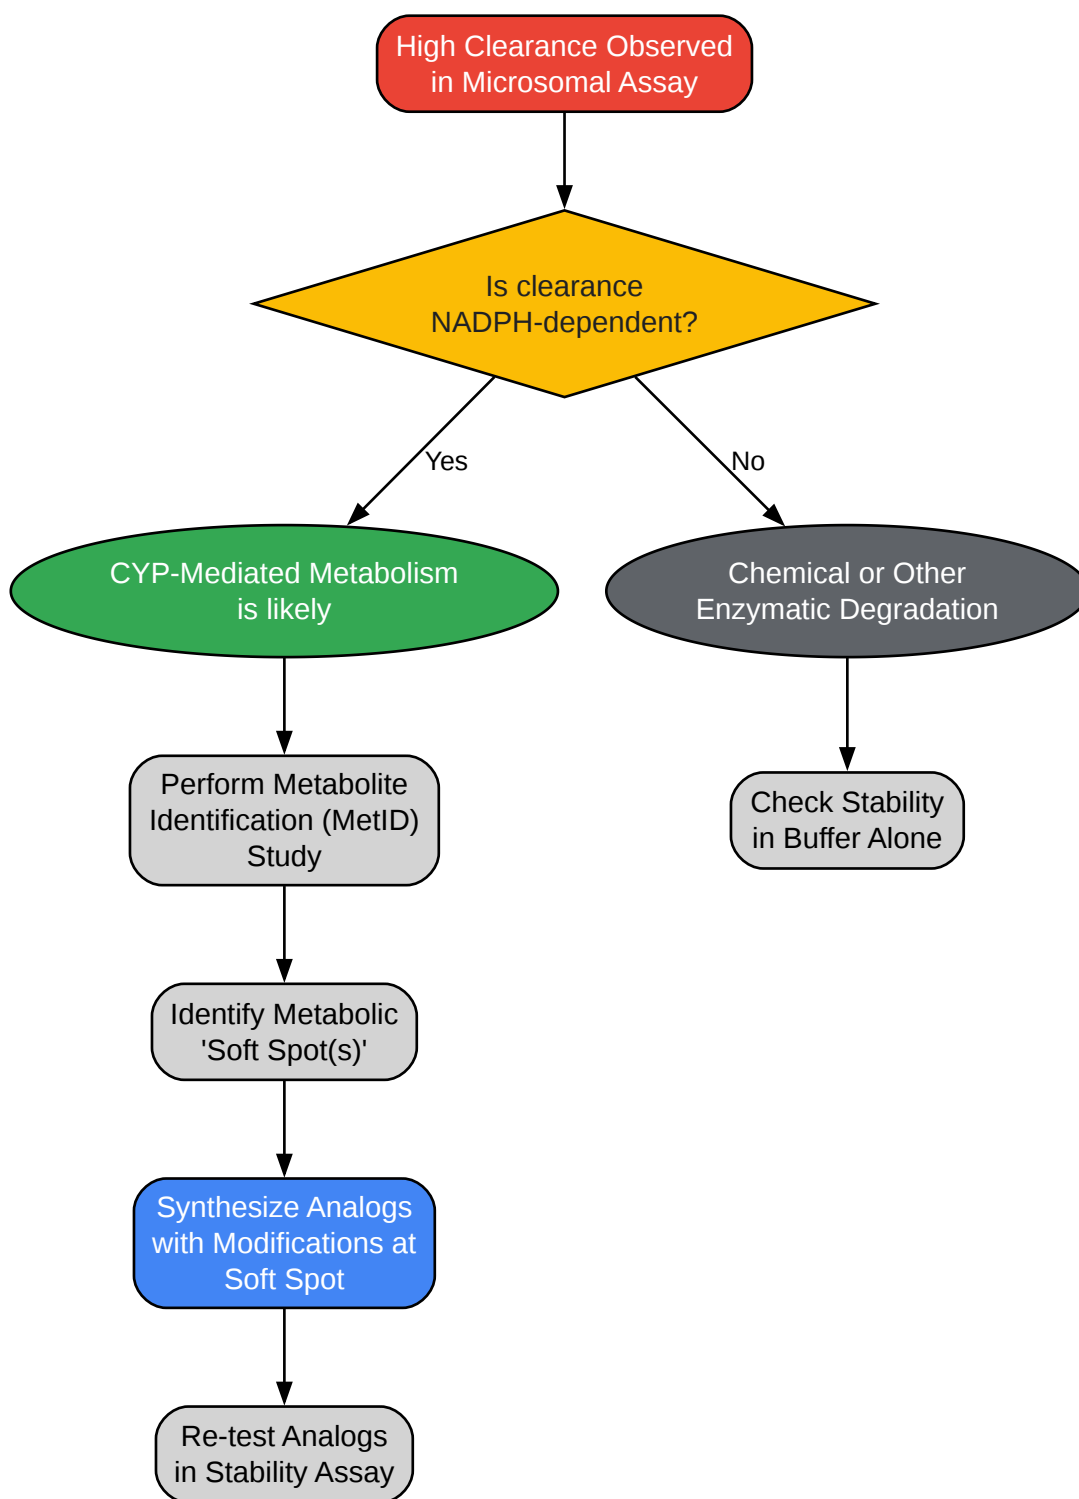 High Clearance Observed
in Microsomal Assay
Is clearance
NADPH-dependent?
Yes
No
CYP-Mediated Metabolism
is likely
Chemical or Other
Enzymatic Degradation
Perform Metabolite
Identification (MetID)
Study
Check Stability
in Buffer Alone
Identify Metabolic
'Soft Spot(s)'
Synthesize Analogs
with Modifications at
Soft Spot
Re-test Analogs
in Stability Assay